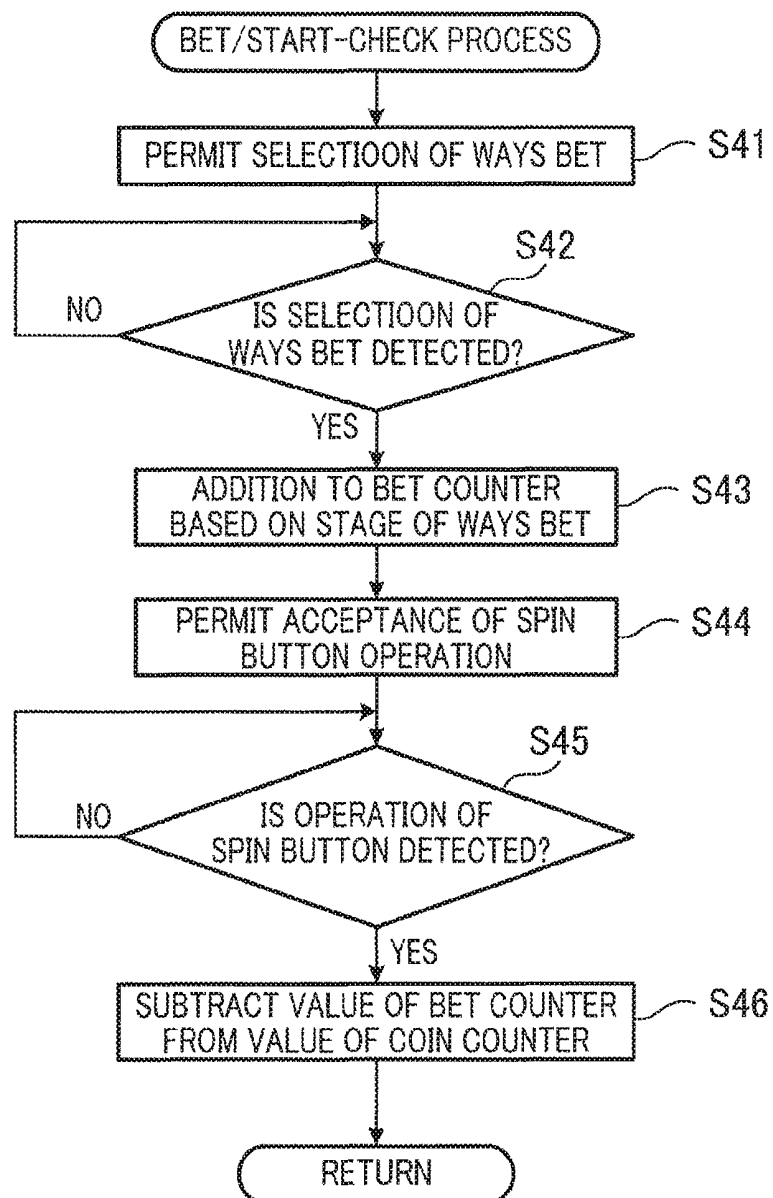 BET/START-CHECK PROCESS
PERMIT SELECTIOON OF WAYS BET
S41
S42
IS SELECTIOON OF
WAYS BET DETECTED?
NO
YES
ADDITION TO BET COUNTER
BASED ON STAGE OF WAYS BET
S43
PERMIT ACCEPTANCE OF SPIN
BUTTON OPERATION
S44
S45
IS OPERATION OF
SPIN BUTTON DETECTED?
NO
YES
SUBTRACT VALUE OF BET COUNTER
FROM VALUE OF COIN COUNTER
S46
RETURN